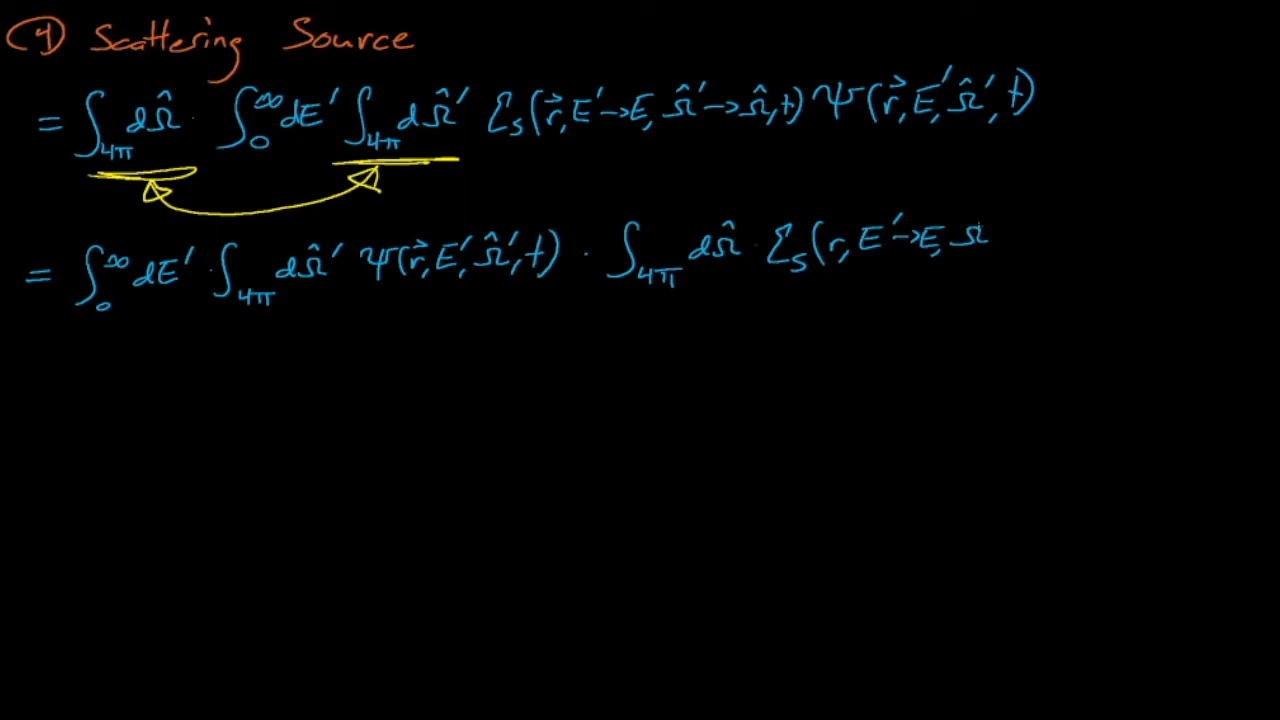 ④ Scattering Source
= ∫_{4π} dΩ̂ · ∫_0^∞ dE′ ∫_{4π} dΩ̂′ Σ_s(r⃗, E′→E, Ω̂′→Ω̂, t) Ψ(r⃗, E′, Ω̂′, t)
= ∫_0^∞ dE′ · ∫_{4π} dΩ̂′ Ψ(r⃗, E′, Ω̂′, t) · ∫_{4π} dΩ̂ · Σ_s(r, E′→E, Ω